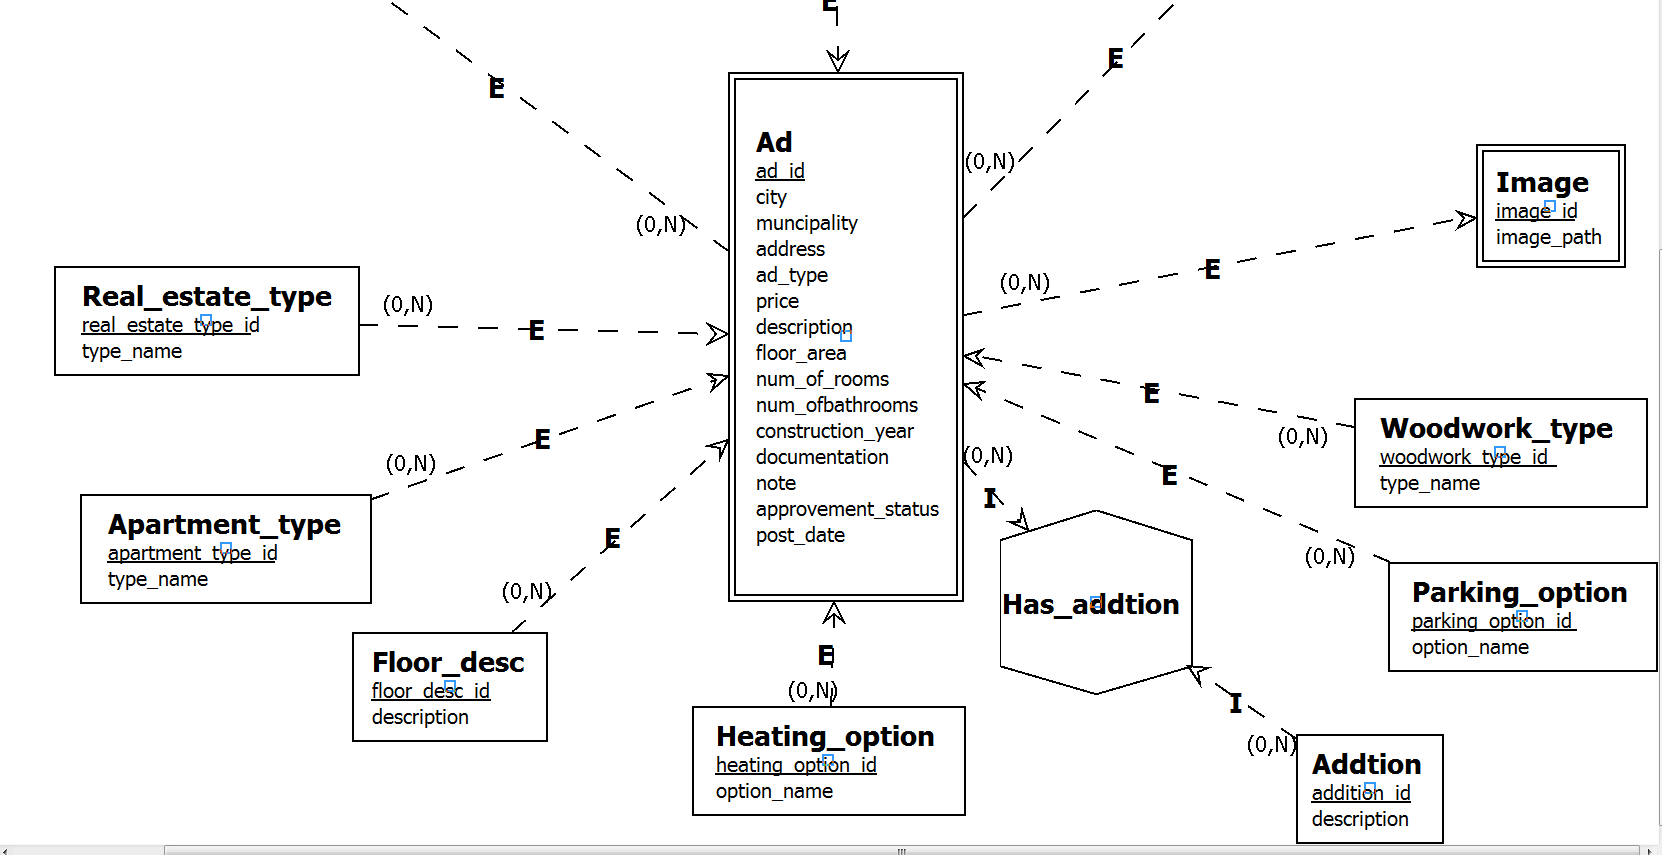 E
E
E
(0,N)
(0,N)
Ad
ad_id
city
muncipality
address
ad_type
price
description
floor_area
num_of_rooms
num_ofbathrooms
construction_year
documentation
note
approvement_status
post_date
Image
image_id
image_path
(0,N)
E
Real_estate_type
real_estate_type_id
type_name
(0,N)
E
Apartment_type
apartment_type_id
type_name
(0,N)
E
Floor_desc
floor_desc_id
description
(0,N)
E
Heating_option
heating_option_id
option_name
(0,N)
E
Woodwork_type
woodwork_type_id
type_name
(0,N)
E
Parking_option
parking_option_id
option_name
(0,N)
E
(0,N)
I
Has_addtion
I
(0,N)
Addtion
addition_id
description